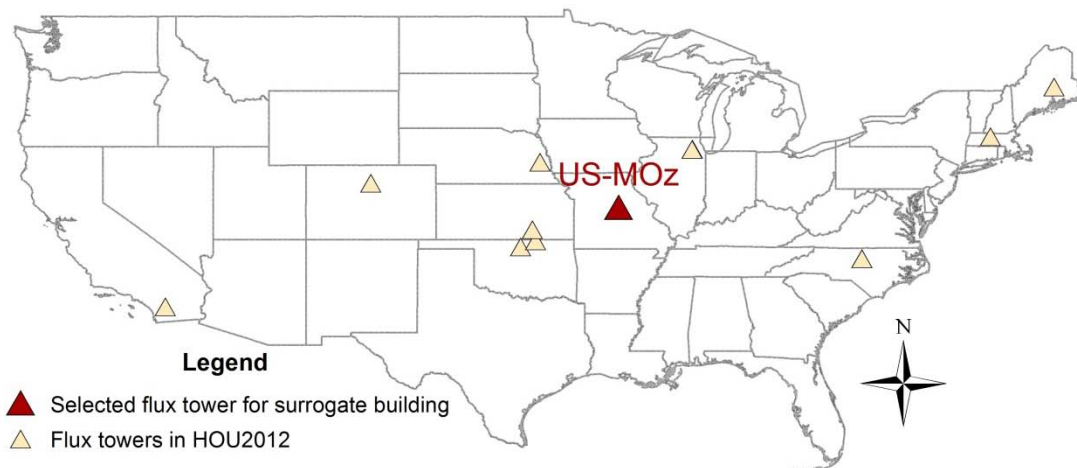 US-MOz
N
Legend
Selected flux tower for surrogate building
Flux towers in HOU2012